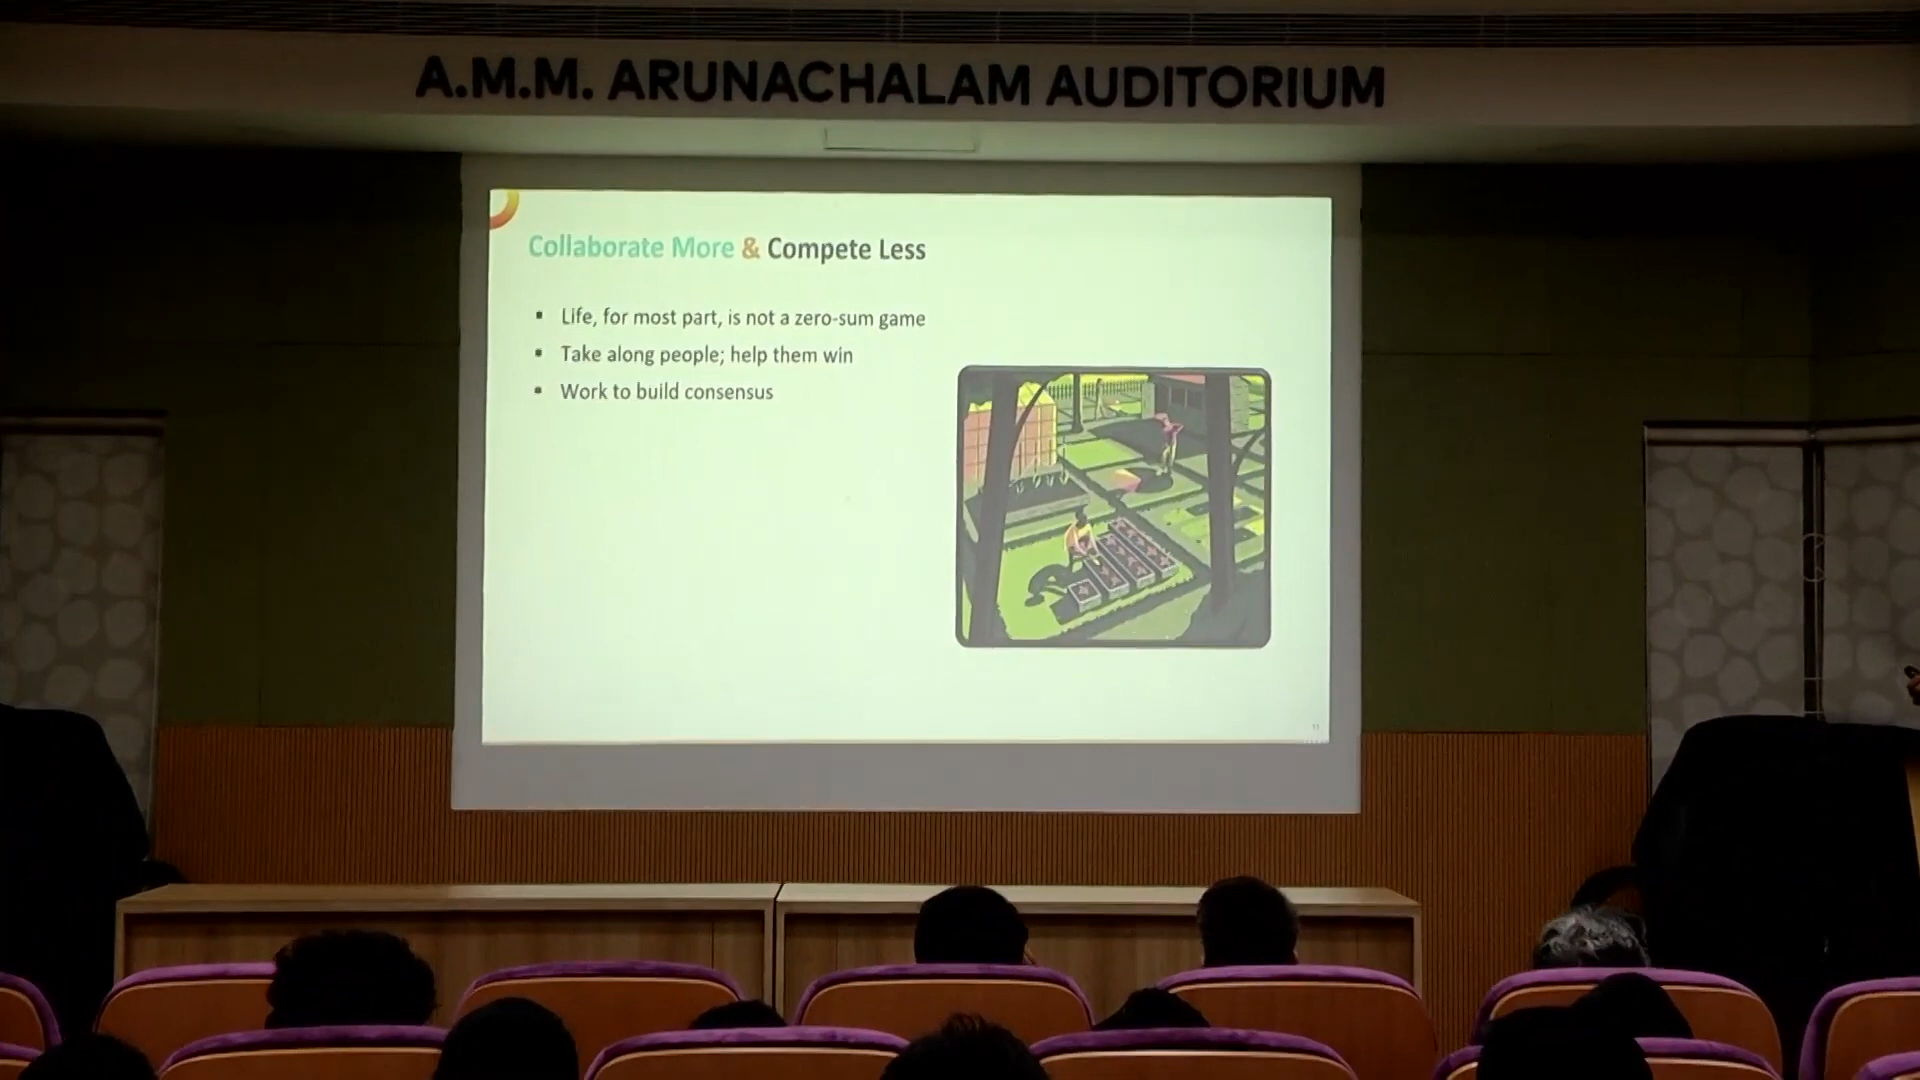 A.M.M. ARUNACHALAM AUDITORIUM
Collaborate More & Compete Less
▪ Life, for most part, is not a zero-sum game
▪ Take along people; help them win
▪ Work to build consensus